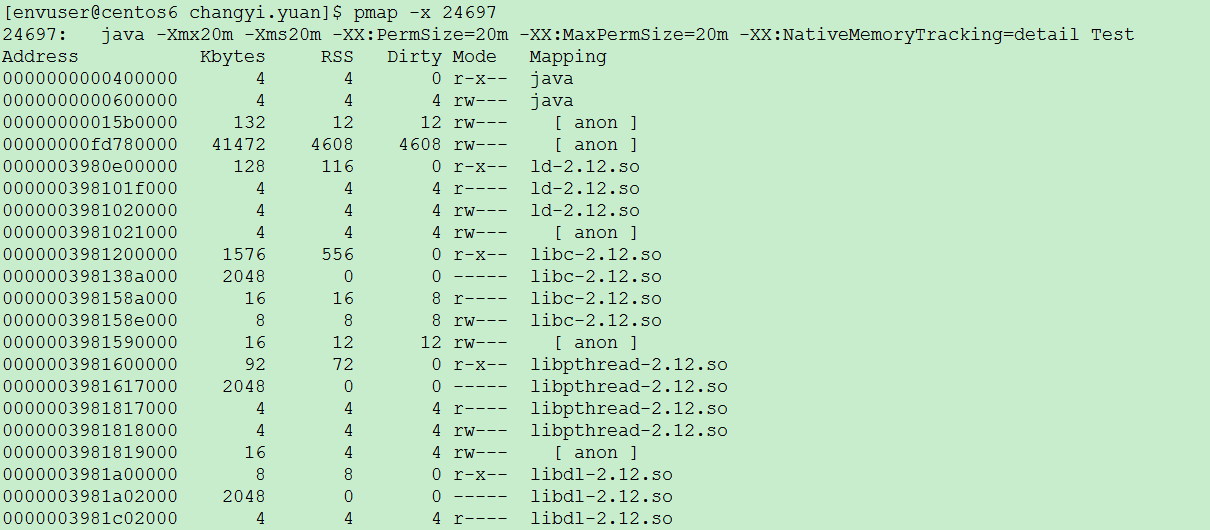 [envuser@centos6 changyi.yuan]$ pmap -x 24697
24697:   java -Xmx20m -Xms20m -XX:PermSize=20m -XX:MaxPermSize=20m -XX:NativeMemoryTracking=detail Test
Address           Kbytes     RSS   Dirty Mode   Mapping
0000000000400000       4       4       0 r-x--  java
0000000000600000       4       4       4 rw---  java
00000000015b0000     132      12      12 rw---    [ anon ]
00000000fd780000   41472    4608    4608 rw---    [ anon ]
0000003980e00000     128     116       0 r-x--  ld-2.12.so
000000398101f000       4       4       4 r----  ld-2.12.so
0000003981020000       4       4       4 rw---  ld-2.12.so
0000003981021000       4       4       4 rw---    [ anon ]
0000003981200000    1576     556       0 r-x--  libc-2.12.so
000000398138a000    2048       0       0 -----  libc-2.12.so
000000398158a000      16      16       8 r----  libc-2.12.so
000000398158e000       8       8       8 rw---  libc-2.12.so
0000003981590000      16      12      12 rw---    [ anon ]
0000003981600000      92      72       0 r-x--  libpthread-2.12.so
0000003981617000    2048       0       0 -----  libpthread-2.12.so
0000003981817000       4       4       4 r----  libpthread-2.12.so
0000003981818000       4       4       4 rw---  libpthread-2.12.so
0000003981819000      16       4       4 rw---    [ anon ]
0000003981a00000       8       8       0 r-x--  libdl-2.12.so
0000003981a02000    2048       0       0 -----  libdl-2.12.so
0000003981c02000       4       4       4 r----  libdl-2.12.so